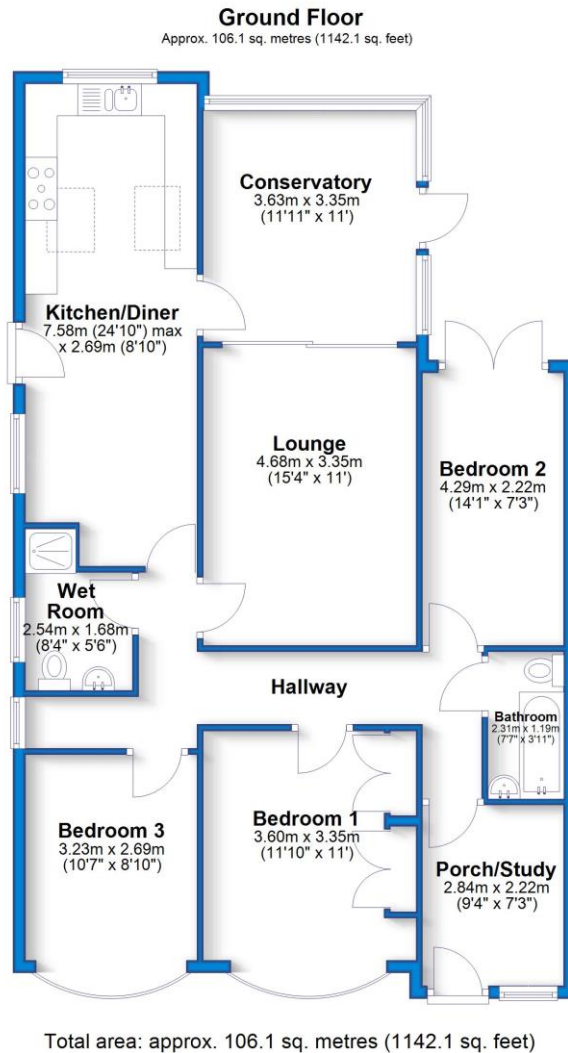 Ground Floor
Approx. 106.1 sq. metres (1142.1 sq. feet)
Conservatory
3.63m x 3.35m
(11'11" x 11')
Kitchen/Diner
7.58m (24'10") max
x 2.69m (8'10")
Lounge
4.68m x 3.35m
(15'4" x 11')
Bedroom 2
4.29m x 2.22m
(14'1" x 7'3")
Wet
Room
2.54m x 1.68m
(8'4" x 5'6")
Hallway
Bathroom
2.31m x 1.19m
(7'7" x 3'11")
Bedroom 3
3.23m x 2.69m
(10'7" x 8'10")
Bedroom 1
3.60m x 3.35m
(11'10" x 11')
Porch/Study
2.84m x 2.22m
(9'4" x 7'3")
Total area: approx. 106.1 sq. metres (1142.1 sq. feet)